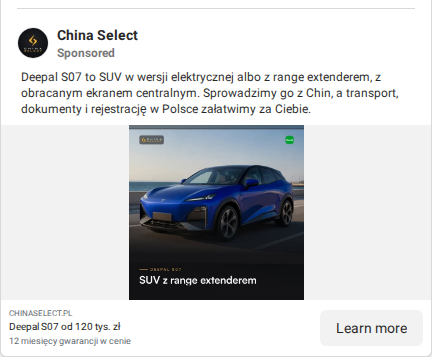 China Select
Sponsored
Deepal S07 to SUV w wersji elektrycznej albo z range extenderem, z
obracanym ekranem centralnym. Sprowadzimy go z Chin, a transport,
dokumenty i rejestrację w Polsce załatwimy za Ciebie.
DEEPAL S07
SUV z range extenderem
CHINASELECT.PL
Deepal S07 od 120 tys. zł
12 miesięcy gwarancji w cenie
Learn more